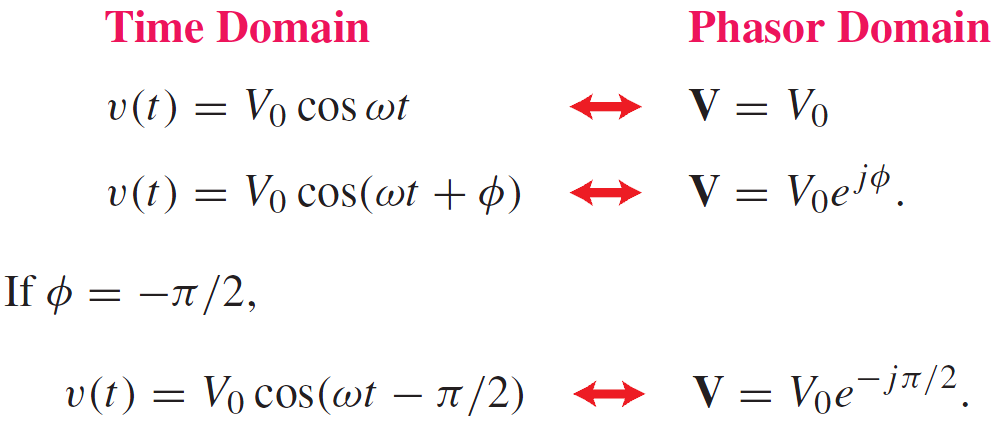 Time Domain Phasor Domain
v(t) = V₀ cos ωt ↔ V = V₀
v(t) = V₀ cos(ωt + ϕ) ↔ V = V₀e^{jϕ}.
If ϕ = −π/2,
v(t) = V₀ cos(ωt − π/2) ↔ V = V₀e^{−jπ/2}.